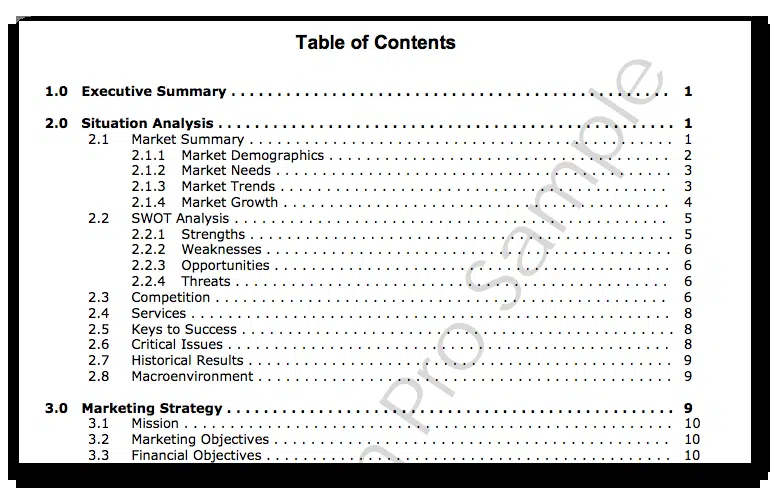 Table of Contents
1.0 Executive Summary . . . . . . . . . . . . . . . . . . . . . . . . . . . . . . . . . . . . . . . . . . . . . . . . 1
2.0 Situation Analysis . . . . . . . . . . . . . . . . . . . . . . . . . . . . . . . . . . . . . . . . . . . . . . . . . 1
2.1 Market Summary . . . . . . . . . . . . . . . . . . . . . . . . . . . . . . . . . . . . . . . . . . . . . 1
2.1.1 Market Demographics . . . . . . . . . . . . . . . . . . . . . . . . . . . . . . . . . . . . . 2
2.1.2 Market Needs . . . . . . . . . . . . . . . . . . . . . . . . . . . . . . . . . . . . . . . . . . 3
2.1.3 Market Trends . . . . . . . . . . . . . . . . . . . . . . . . . . . . . . . . . . . . . . . . . . 3
2.1.4 Market Growth . . . . . . . . . . . . . . . . . . . . . . . . . . . . . . . . . . . . . . . . . 4
2.2 SWOT Analysis . . . . . . . . . . . . . . . . . . . . . . . . . . . . . . . . . . . . . . . . . . . . . . 5
2.2.1 Strengths . . . . . . . . . . . . . . . . . . . . . . . . . . . . . . . . . . . . . . . . . . . . . 5
2.2.2 Weaknesses . . . . . . . . . . . . . . . . . . . . . . . . . . . . . . . . . . . . . . . . . . . 6
2.2.3 Opportunities . . . . . . . . . . . . . . . . . . . . . . . . . . . . . . . . . . . . . . . . . . 6
2.2.4 Threats . . . . . . . . . . . . . . . . . . . . . . . . . . . . . . . . . . . . . . . . . . . . . . 6
2.3 Competition . . . . . . . . . . . . . . . . . . . . . . . . . . . . . . . . . . . . . . . . . . . . . . . . 6
2.4 Services . . . . . . . . . . . . . . . . . . . . . . . . . . . . . . . . . . . . . . . . . . . . . . . . . . . 8
2.5 Keys to Success . . . . . . . . . . . . . . . . . . . . . . . . . . . . . . . . . . . . . . . . . . . . . 8
2.6 Critical Issues . . . . . . . . . . . . . . . . . . . . . . . . . . . . . . . . . . . . . . . . . . . . . . . 8
2.7 Historical Results . . . . . . . . . . . . . . . . . . . . . . . . . . . . . . . . . . . . . . . . . . . . 9
2.8 Macroenvironment . . . . . . . . . . . . . . . . . . . . . . . . . . . . . . . . . . . . . . . . . . . . 9
3.0 Marketing Strategy . . . . . . . . . . . . . . . . . . . . . . . . . . . . . . . . . . . . . . . . . . . . . . . . 9
3.1 Mission . . . . . . . . . . . . . . . . . . . . . . . . . . . . . . . . . . . . . . . . . . . . . . . . . . . . 10
3.2 Marketing Objectives . . . . . . . . . . . . . . . . . . . . . . . . . . . . . . . . . . . . . . . . . . 10
3.3 Financial Objectives . . . . . . . . . . . . . . . . . . . . . . . . . . . . . . . . . . . . . . . . . . . 10
Pro Sample